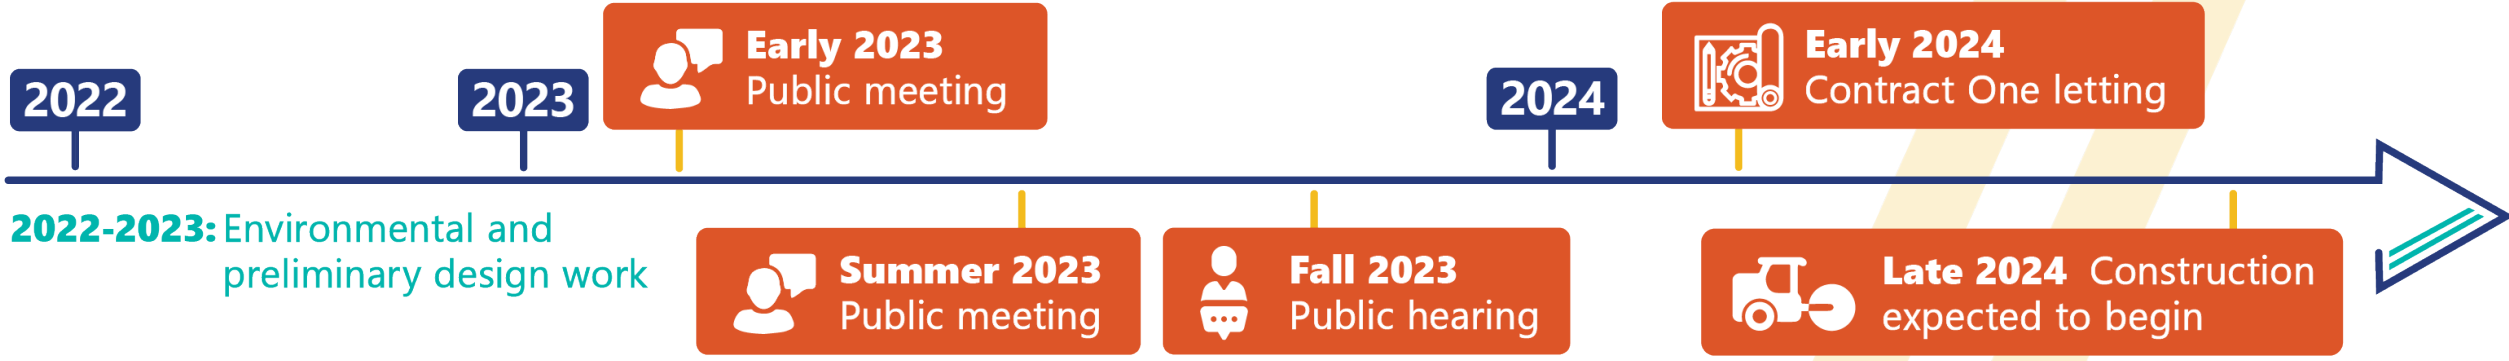 2022
2023
Early 2023
Public meeting
2024
Early 2024
Contract One letting
2022-2023: Environmental and
preliminary design work
Summer 2023
Public meeting
Fall 2023
Public hearing
Late 2024 Construction
expected to begin